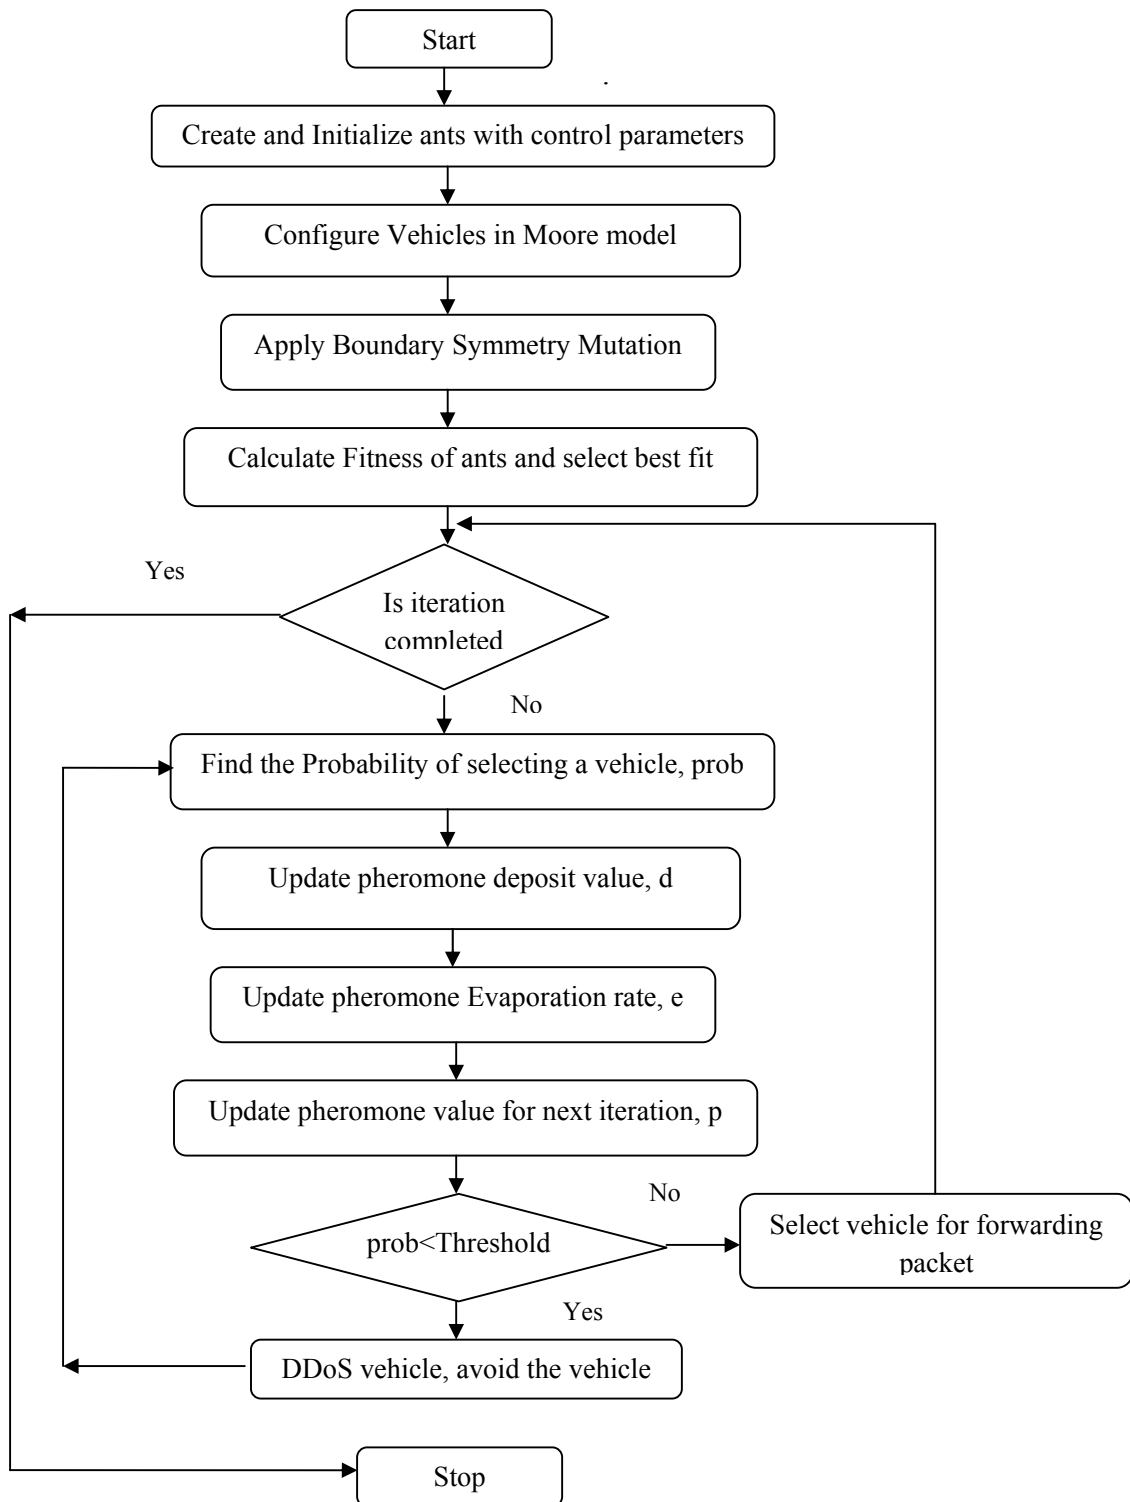 Start
Create and Initialize ants with control parameters
Configure Vehicles in Moore model
Apply Boundary Symmetry Mutation
Calculate Fitness of ants and select best fit
Yes
Is iteration
completed
No
Find the Probability of selecting a vehicle, prob
Update pheromone deposit value, d
Update pheromone Evaporation rate, e
Update pheromone value for next iteration, p
No
prob<Threshold
Select vehicle for forwarding
packet
Yes
DDoS vehicle, avoid the vehicle
Stop